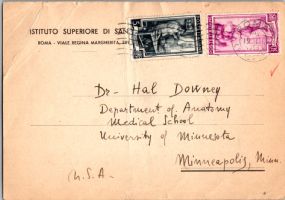 ISTITUTO SUPERIORE DI SAN
ROMA - VIALE REGINA MARGHERITA,
Dr- Hal Downey
Department of Anatomy
Medical School
University of Minnesota
Minneapolis, Minn.
U.S.A.